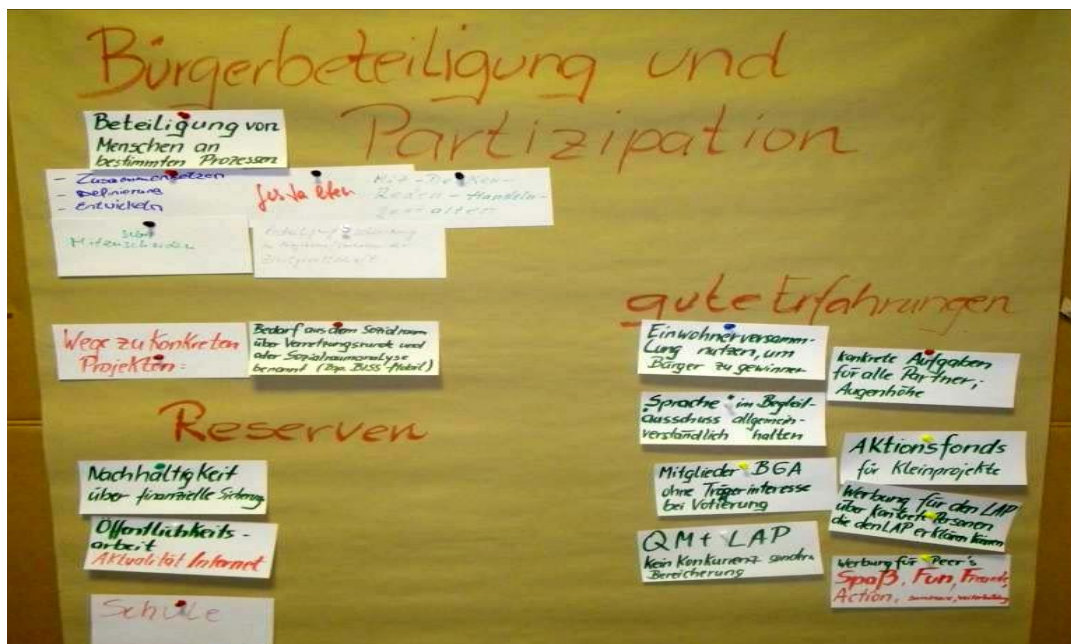 Bürgerbeteiligung und
Partizipation
Beteiligung von
Menschen an
bestimmten Prozessen
- Zusammensetzen
- Definierung
- Entwickeln
gestalten
Mit-Denken-
Reden-Handeln-
Gestalten
Wege zu konkreten
Projekten:
Bedarf aus dem Sozialraum
über Vernetzungsrunde und
oder Sozialraumanalyse
benannt (Bsp. BISS-Mobil)
Reserven
Nachhaltigkeit
über finanzielle Sicherung
Öffentlichkeits-
arbeit
Aktualität Internet
Schule
gute Erfahrungen
Einwohnerversamm-
lung nutzen, um
Bürger zu gewinnen
Sprache im Begleit-
ausschuss allgemein-
verständlich halten
Mitglieder BGA
ohne Trägerinteresse
bei Votierung
QM + LAP
kein Konkurrenz sondern
Bereicherung
konkrete Aufgaben
für alle Partner;
Augenhöhe
Aktionsfonds
für Kleinprojekte
Werbung für den LAP
über konkrete Personen
die den LAP erklären können
Werbung für Peer's
Spaß, Fun, Freunde,
Action,